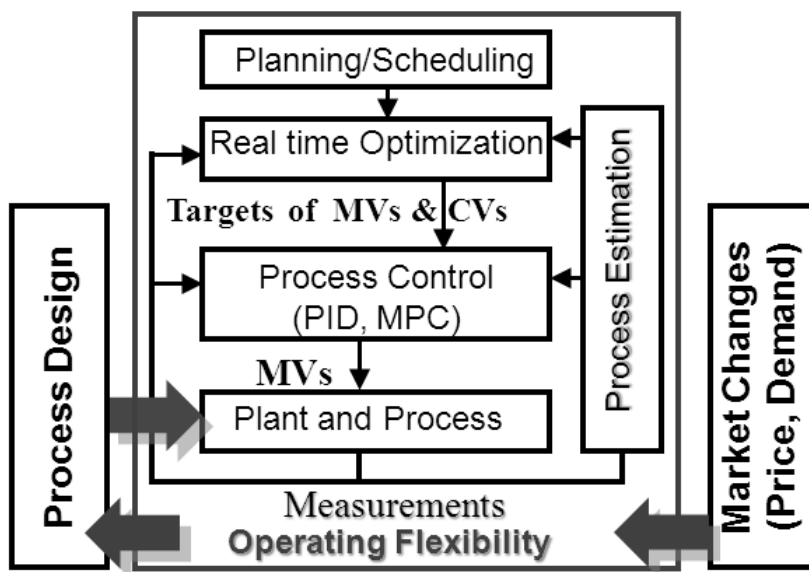 Planning/Scheduling
Real time Optimization
Targets of MVs & CVs
Process Control
(PID, MPC)
MVs
Plant and Process
Measurements
Operating Flexibility
Process Design
Process Estimation
Market Changes
(Price, Demand)